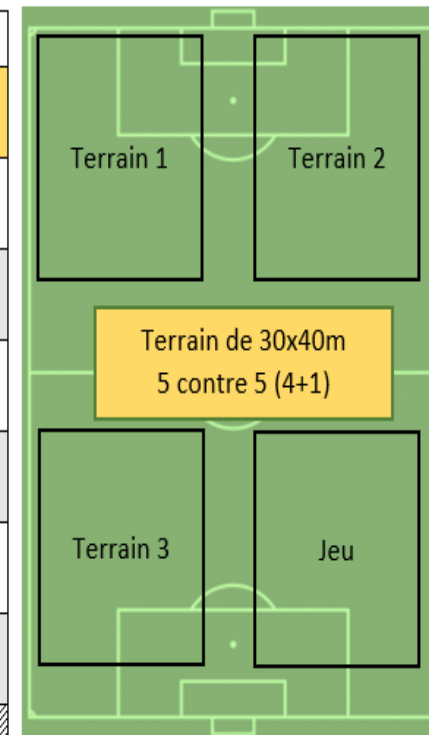 Terrain 1
Terrain 2
Terrain de 30x40m
5 contre 5 (4+1)
Terrain 3
Jeu